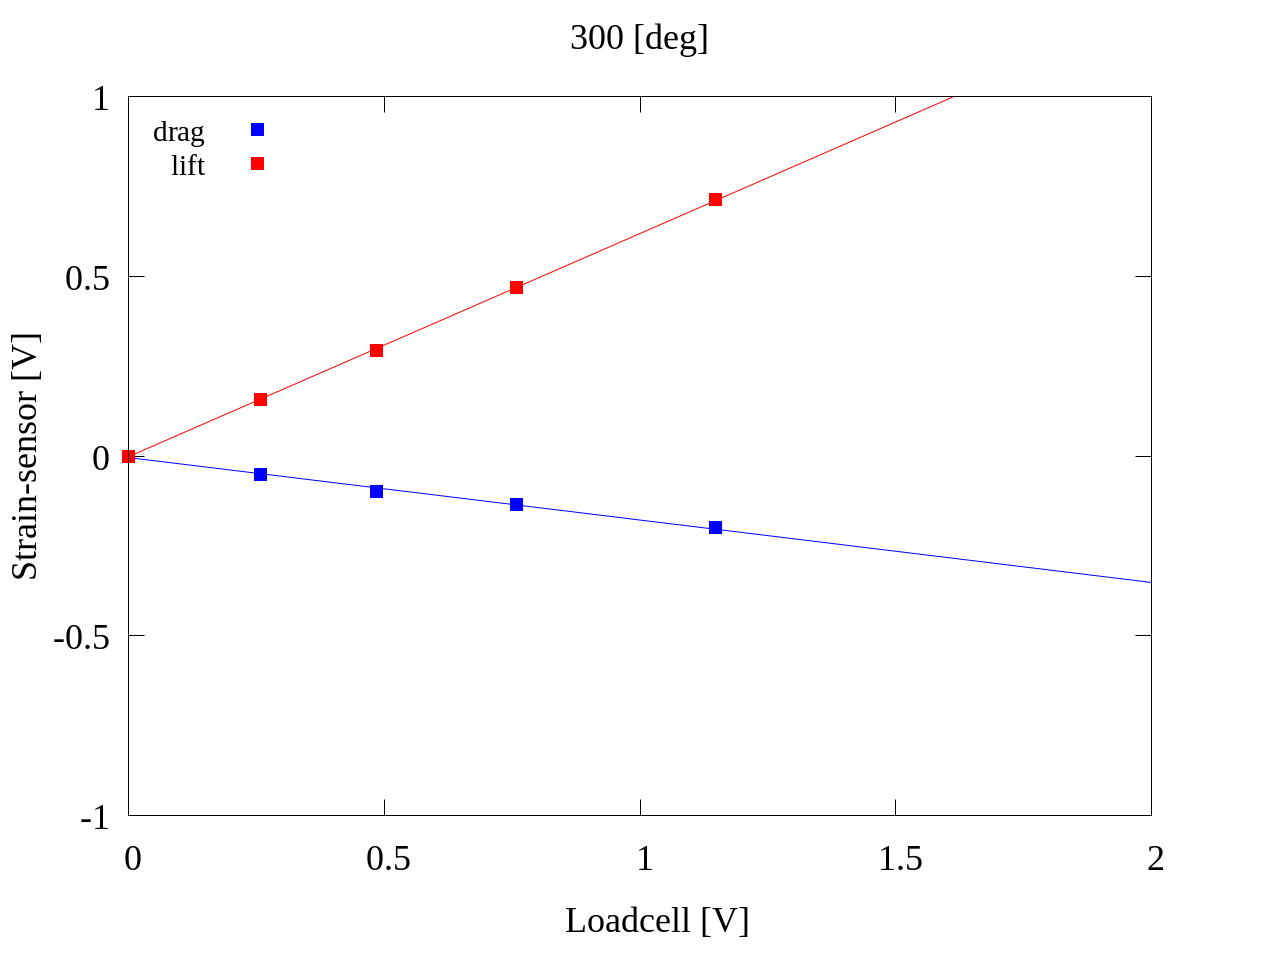 300 [deg]
1
drag
lift
0.5
0
-0.5
-1
Strain-sensor [V]
0 0.5 1 1.5 2
Loadcell [V]